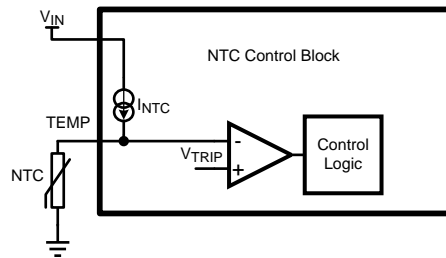 VIN
NTC Control Block
INTC
TEMP
NTC
VTRIP
-
+
Control
Logic